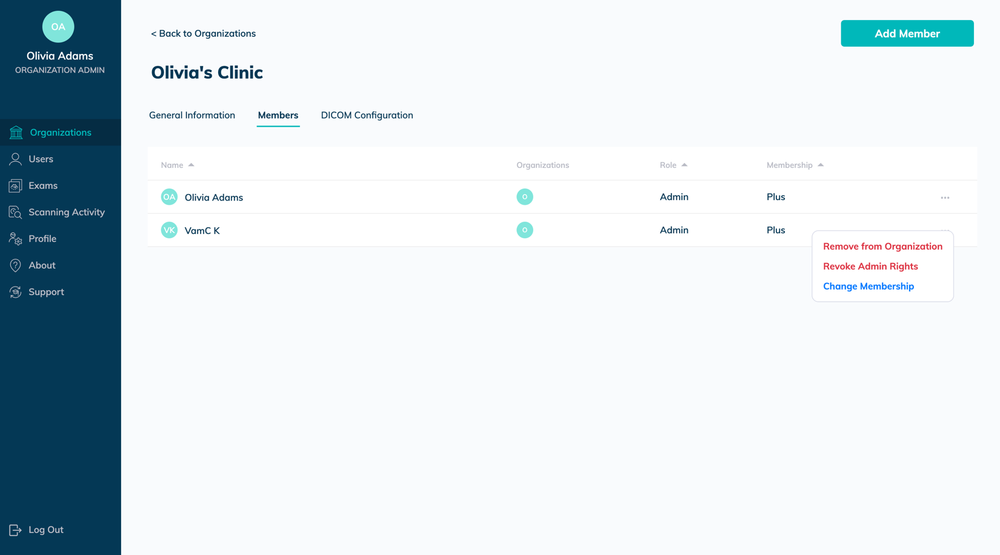 OA
Olivia Adams
ORGANIZATION ADMIN
Organizations
Users
Exams
Scanning Activity
Profile
About
Support
Log Out
< Back to Organizations
Add Member
Olivia's Clinic
General Information Members DICOM Configuration
Name Organizations Role Membership
OA Olivia Adams O Admin Plus ...
VK VamC K O Admin Plus
Remove from Organization
Revoke Admin Rights
Change Membership